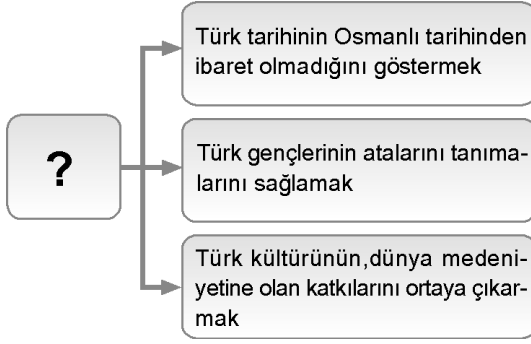 Türk tarihinin Osmanlı tarihinden
ibaret olmadığını göstermek
?
Türk gençlerinin atalarını tanıma-
larını sağlamak
Türk kültürünün,dünya medeni-
yetine olan katkılarını ortaya çıkar-
mak